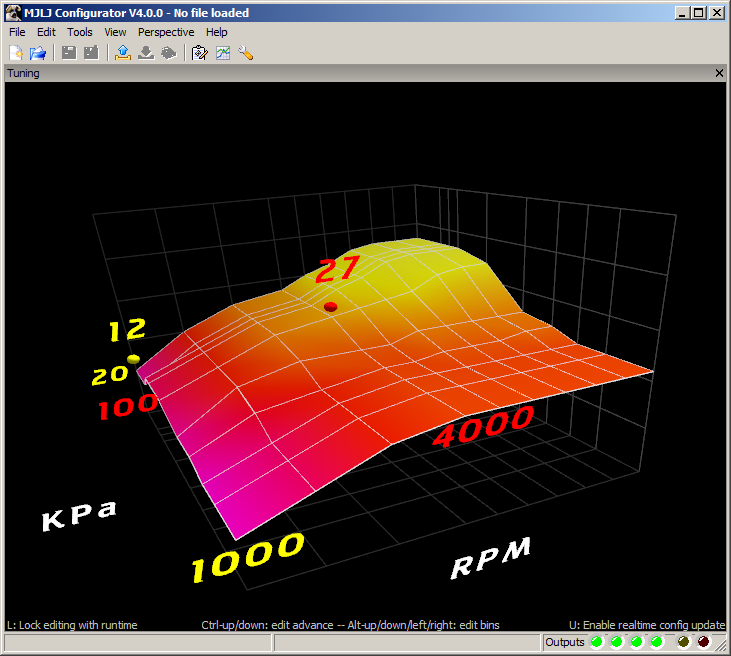 MJLJ Configurator V4.0.0 - No file loaded
File Edit Tools View Perspective Help
Tuning
27
12
20
100
4000
KPa
1000
RPM
L: Lock editing with runtime Ctrl-up/down: edit advance -- Alt-up/down/left/right: edit bins U: Enable realtime config update
Outputs